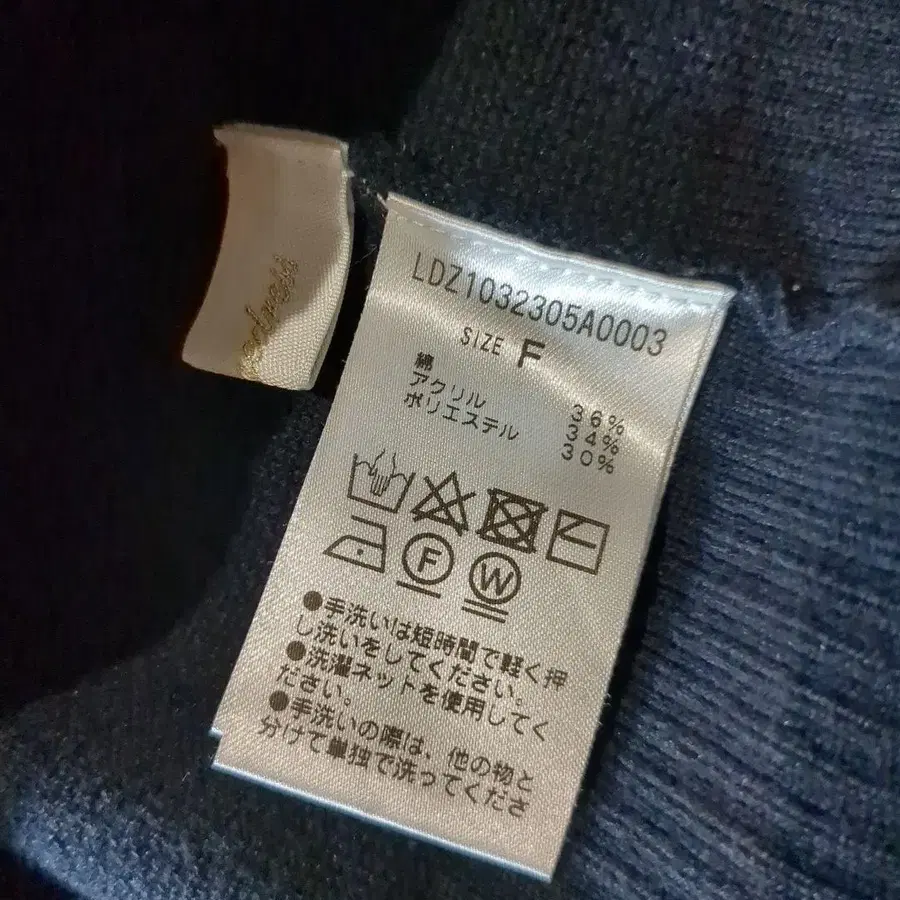 LDZ1032305A0003
SIZE F
綿 36%
アクリル 34%
ポリエステル 30%
F W
●手洗いは短時間で軽く押
し洗いをしてください。
●洗濯ネットを使用してく
ださい。
●手洗いの際は、他の物と
分けて単独で洗ってくださ